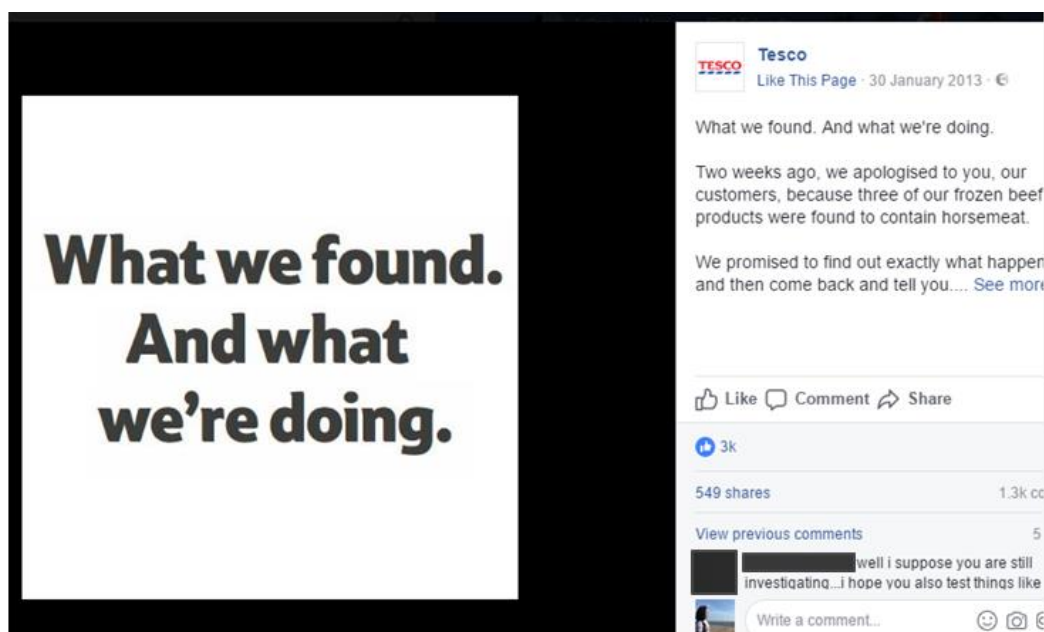 What we found.
And what
we're doing.
TESCO
Tesco
Like This Page · 30 January 2013 ·
What we found. And what we're doing.
Two weeks ago, we apologised to you, our
customers, because three of our frozen beef
products were found to contain horsemeat.
We promised to find out exactly what happen
and then come back and tell you.... See more
Like Comment Share
3k
549 shares 1.3k co
View previous comments 5
well i suppose you are still
investigating...i hope you also test things like
Write a comment...